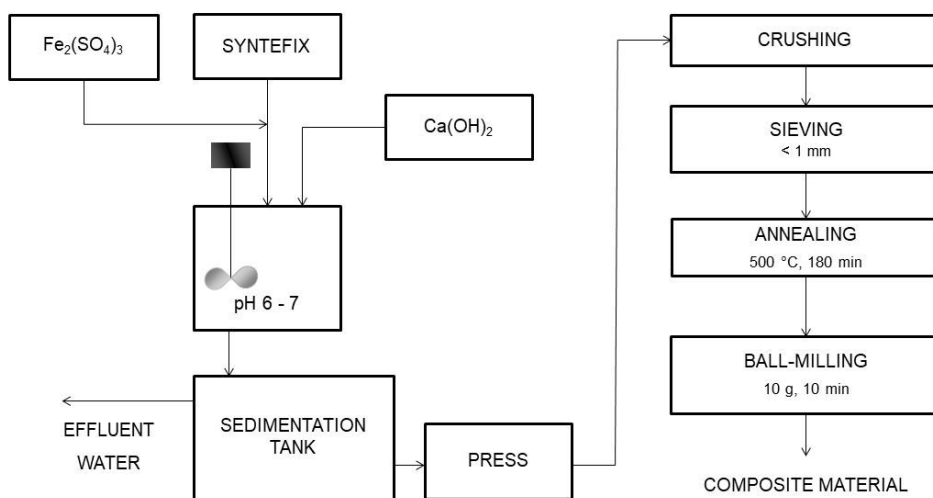 Fe₂(SO₄)₃
SYNTEFIX
Ca(OH)₂
pH 6 - 7
SEDIMENTATION
TANK
EFFLUENT
WATER
PRESS
CRUSHING
SIEVING
< 1 mm
ANNEALING
500 °C, 180 min
BALL-MILLING
10 g, 10 min
COMPOSITE MATERIAL